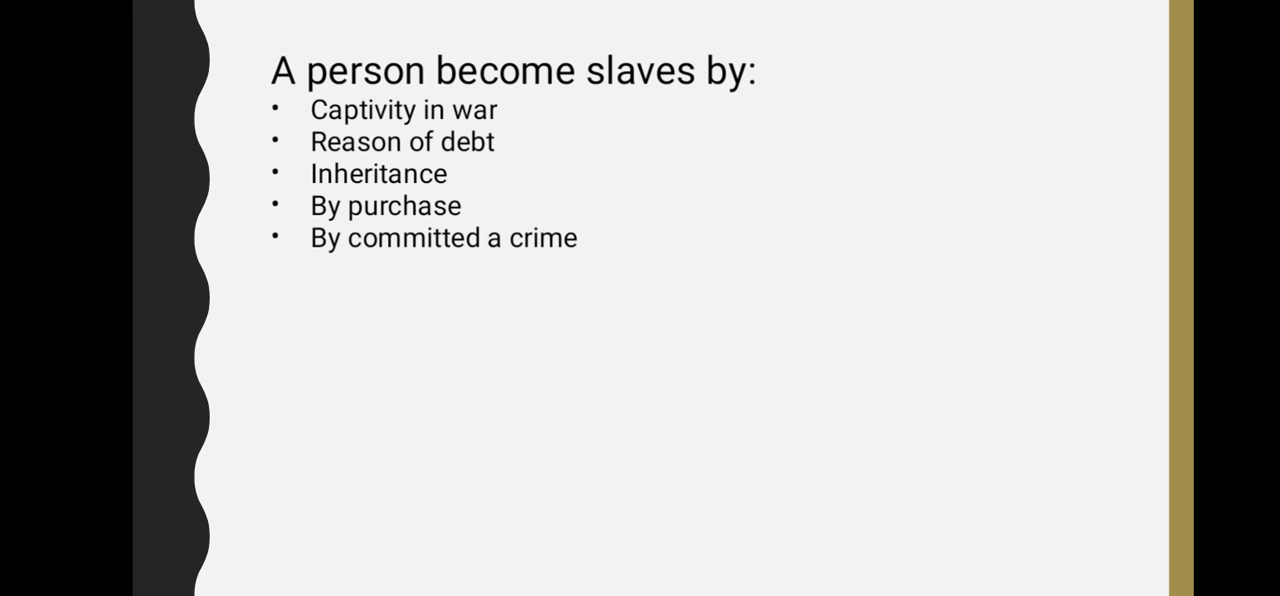 A person become slaves by:
• Captivity in war
• Reason of debt
• Inheritance
• By purchase
• By committed a crime